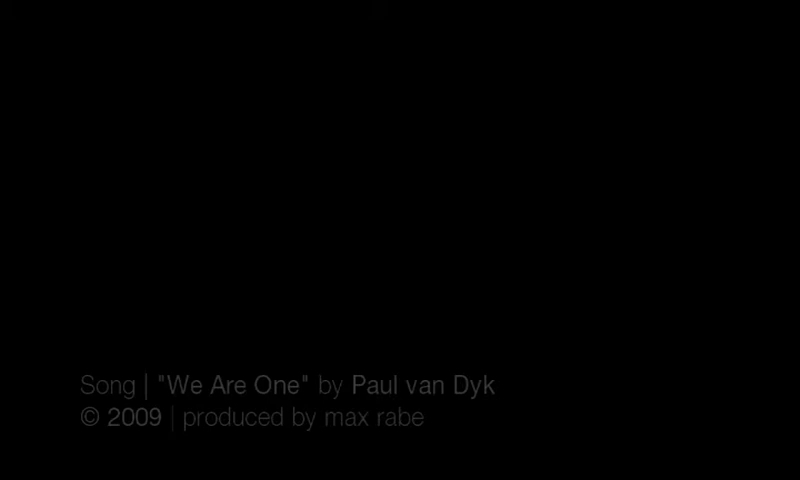 Song | "We Are One" by Paul van Dyk
© 2009 | produced by max rabe